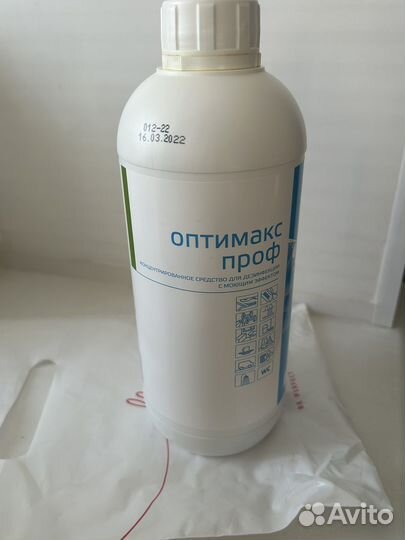 012-22
16.03.2022
оптимакс
проф
КОНЦЕНТРИРОВАННОЕ СРЕДСТВО ДЛЯ ДЕЗИНФЕКЦИИ
С МОЮЩИМ ЭФФЕКТОМ
WC
Avito